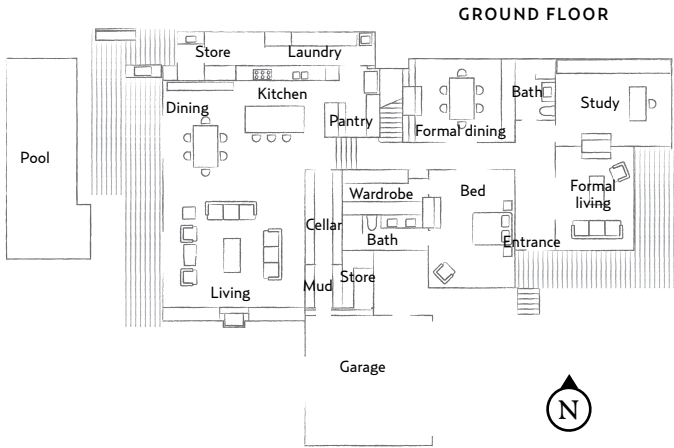 GROUND FLOOR
Store
Laundry
Kitchen
Dining
Pantry
Formal dining
Bath
Study
Pool
Wardrobe
Bed
Formal
living
Cellar
Bath
Entrance
Mud
Store
Living
Garage
N